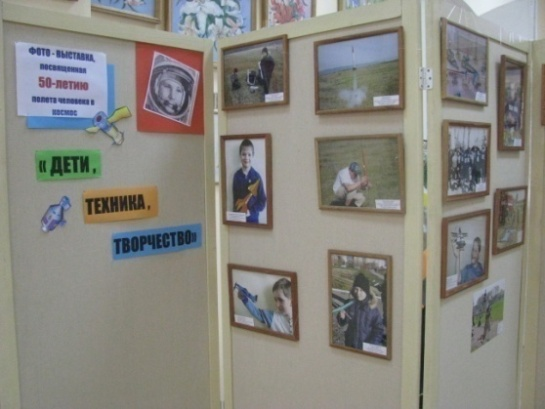 ФОТО - ВЫСТАВКА,
посвященная
50-летию
полета человека в
космос
« ДЕТИ ,
ТЕХНИКА ,
ТВОРЧЕСТВО»